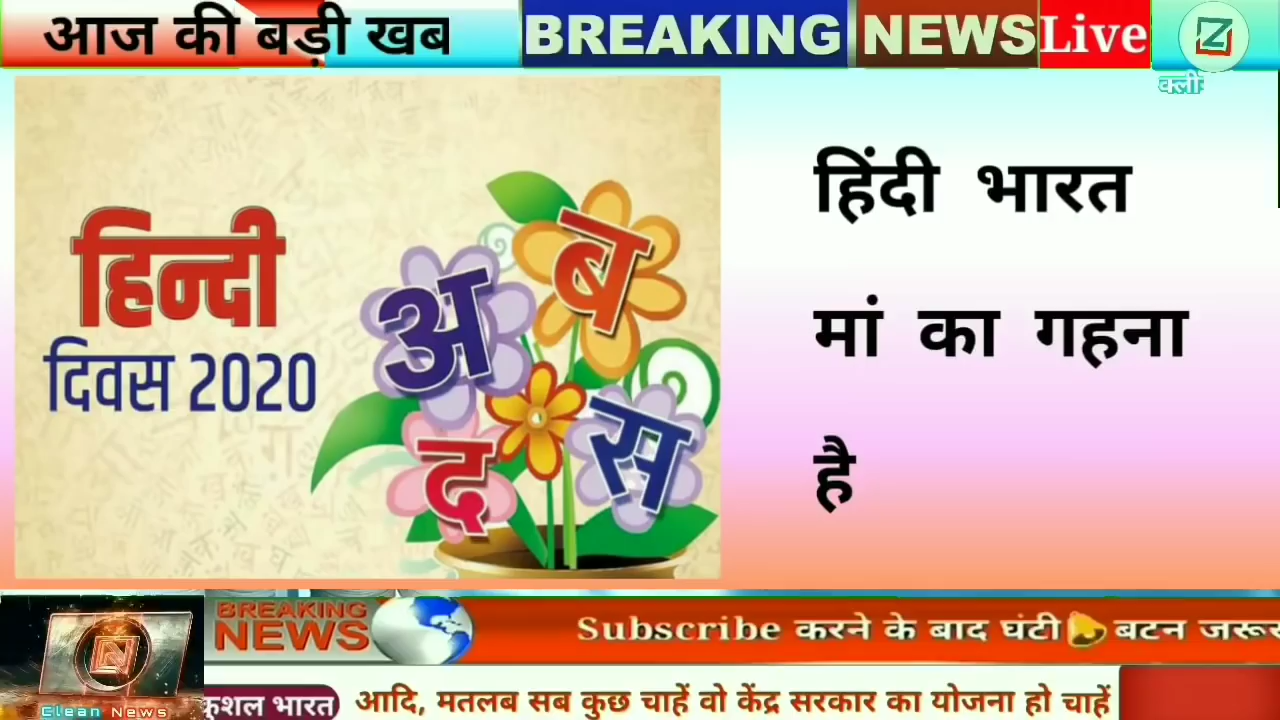 आज की बड़ी खब
BREAKING NEWS Live
Z
हिन्दी
दिवस 2020
अ
ब
द
स
हिंदी भारत
मां का गहना
है
BREAKING
NEWS
Subscribe करने के बाद घंटी बटन
Clean News
कुशल भारत
आदि, मतलब सब कुछ चाहें वो केंद्र सरकार का योजना हो चाहें